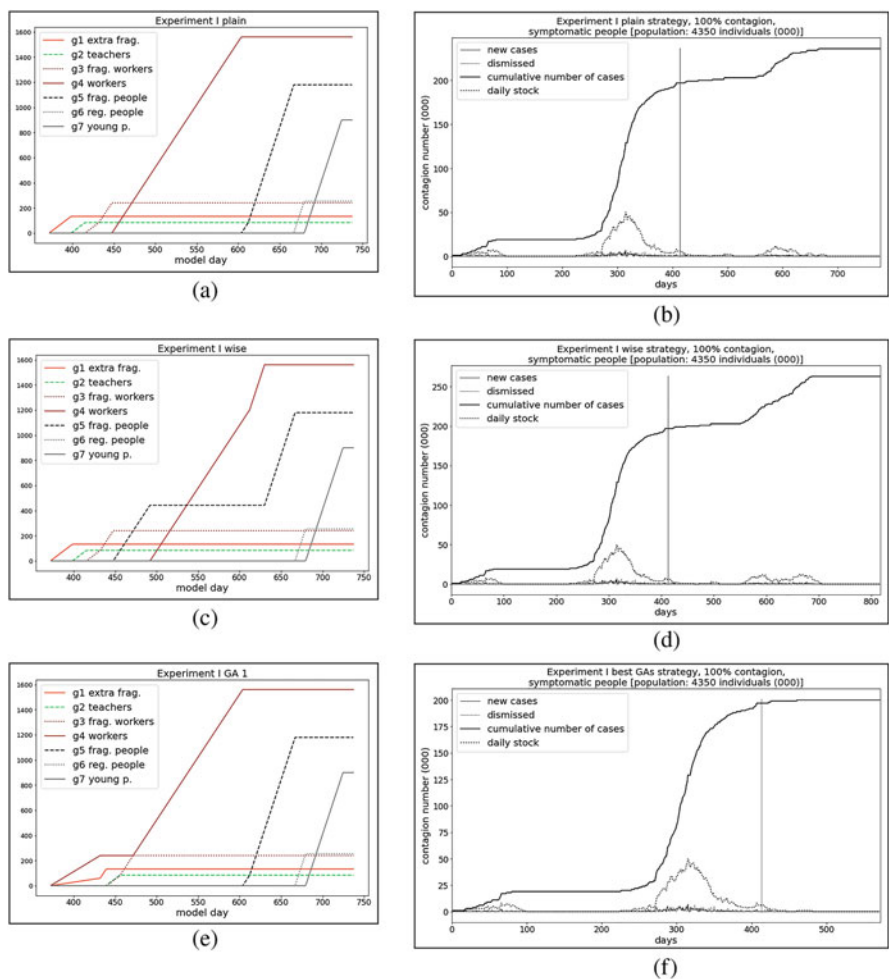 Experiment I plain
1600
1400
1200
1000
800
600
400
200
0
g1 extra frag.
g2 teachers
g3 frag. workers
g4 workers
g5 frag. people
g6 reg. people
g7 young p.
400 450 500 550 600 650 700 750
model day
(a)
Experiment I plain strategy, 100% contagion,
symptomatic people [population: 4350 individuals (000)]
new cases
dismissed
cumulative number of cases
daily stock
contagion number (000)
200
150
100
50
0
0 100 200 300 400 500 600 700
days
(b)
Experiment I wise
1600
1400
1200
1000
800
600
400
200
0
g1 extra frag.
g2 teachers
g3 frag. workers
g4 workers
g5 frag. people
g6 reg. people
g7 young p.
400 450 500 550 600 650 700 750
model day
(c)
Experiment I wise strategy, 100% contagion,
symptomatic people [population: 4350 individuals (000)]
new cases
dismissed
cumulative number of cases
daily stock
contagion number (000)
250
200
150
100
50
0
0 100 200 300 400 500 600 700 800
days
(d)
Experiment I GA 1
1600
1400
1200
1000
800
600
400
200
0
g1 extra frag.
g2 teachers
g3 frag. workers
g4 workers
g5 frag. people
g6 reg. people
g7 young p.
400 450 500 550 600 650 700 750
model day
(e)
Experiment I best GAs strategy, 100% contagion,
symptomatic people [population: 4350 individuals (000)]
new cases
dismissed
cumulative number of cases
daily stock
contagion number (000)
200
175
150
125
100
75
50
25
0
0 100 200 300 400 500
days
(f)